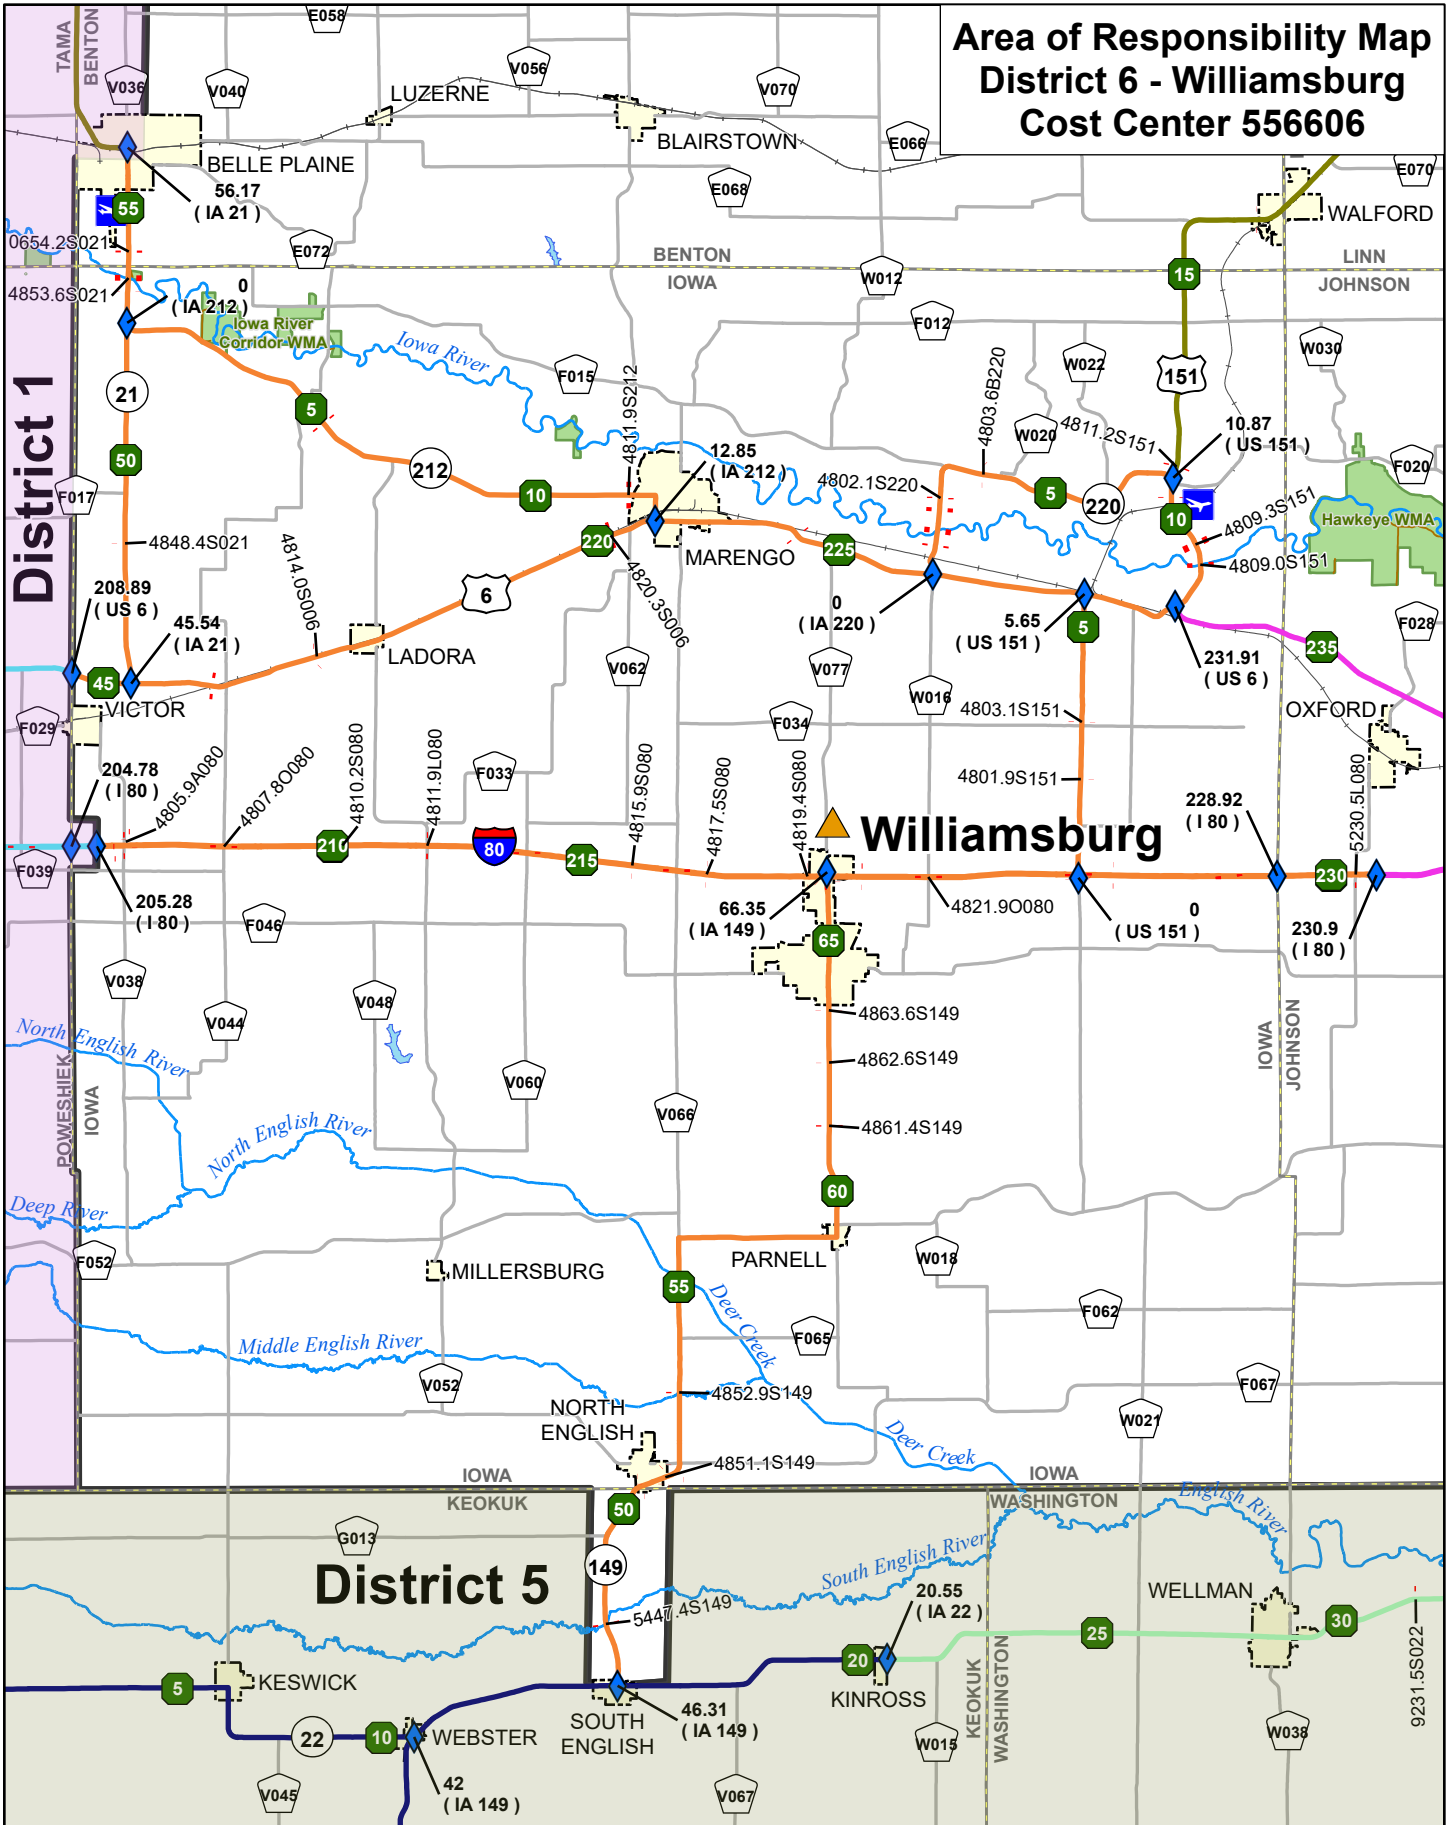 Area of Responsibility Map
District 6 - Williamsburg
Cost Center 556606
TAMA
BENTON
E058
V036
V040
V056
V070
LUZERNE
BLAIRSTOWN
E066
E070
BELLE PLAINE
E068
WALFORD
56.17
( IA 21 )
55
0654.2S021
E072
BENTON
IOWA
W012
15
LINN
JOHNSON
4853.6S021
0
( IA 212 )
Iowa River
Corridor WMA
Iowa River
F012
W030
F015
W022
151
District 1
21
5
4811.9S212
4803.6B220
W020
4811.2S151
10.87
( US 151 )
50
212
12.85
( IA 212 )
F020
F017
10
4802.1S220
5
220
10
4809.3S151
Hawkeye WMA
4848.4S021
4814.0S006
220
MARENGO
225
4809.0S151
208.89
( US 6 )
6
4820.3S006
0
( IA 220 )
5.65
( US 151 )
5
F028
45.54
( IA 21 )
LADORA
V062
V077
231.91
( US 6 )
235
45
VICTOR
W016
F029
F034
4803.1S151
OXFORD
204.78
( I 80 )
4805.9A080
4807.8O080
4810.2S080
4811.9L080
F033
4815.9S080
4817.5S080
4819.4S080
4801.9S151
228.92
( I 80 )
5230.5L080
Williamsburg
210
80
215
F039
230
205.28
( I 80 )
66.35
( IA 149 )
4821.9O080
0
( US 151 )
230.9
( I 80 )
F046
65
V038
V048
V044
4863.6S149
North English River
4862.6S149
IOWA
JOHNSON
POWESHIEK
IOWA
V060
V066
4861.4S149
North English River
60
Deep River
F052
PARNELL
W018
MILLERSBURG
55
Deer Creek
F062
F065
Middle English River
V052
4852.9S149
F067
NORTH
ENGLISH
W021
Deer Creek
4851.1S149
IOWA
KEOKUK
IOWA
WASHINGTON
English River
50
G013
149
District 5
South English River
5447.4S149
20.55
( IA 22 )
WELLMAN
25
30
20
KESWICK
5
KINROSS
KEOKUK
WASHINGTON
9231.5S022
46.31
( IA 149 )
SOUTH
ENGLISH
22
10
WEBSTER
W015
W038
42
( IA 149 )
V045
V067